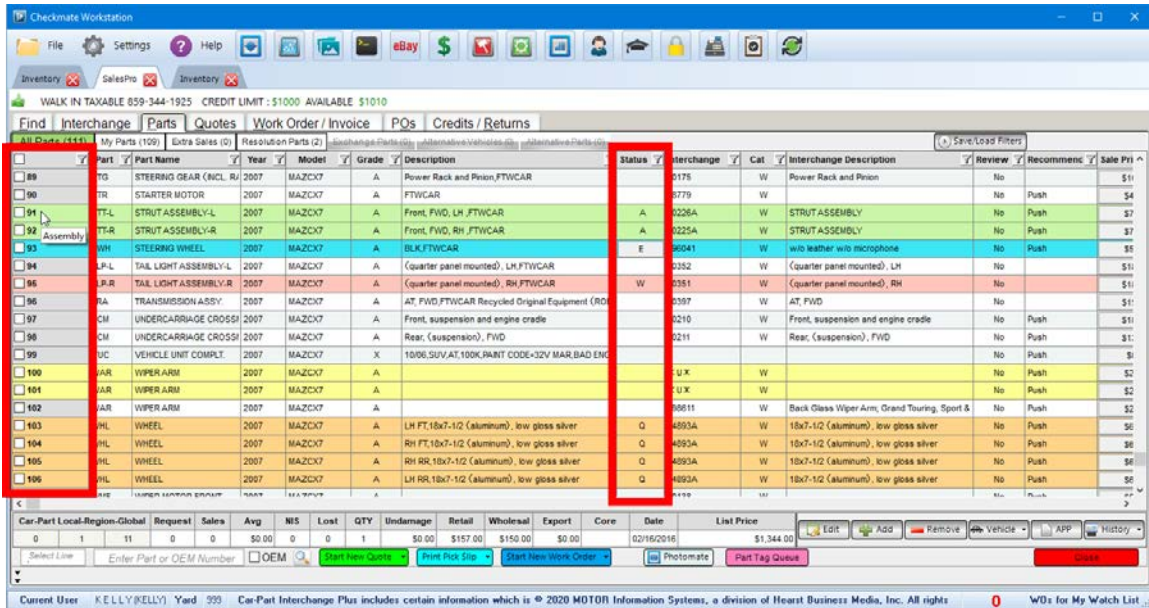 Checkmate Workstation
File Settings Help eBay
Inventory SalesPro Inventory
WALK IN TAXABLE 859-344-1925 CREDIT LIMIT : $1000 AVAILABLE $1010
Find Interchange Parts Quotes Work Order / Invoice POs Credits / Returns
All Parts (111) My Parts (109) Extra Sales (0) Resolution Parts (2) Exchange Parts (0) Alternative Vehicles (0) Alternative Parts (0) Save/Load Filters
Part Part Name Year Model Grade Description Status Interchange Cat Interchange Description Review Recommenc Sale Pri
89 TG STEERING GEAR (INCL. RA 2007 MAZCX7 A Power Rack and Pinion,FTWCAR 0175 W Power Rack and Pinion No
90 TR STARTER MOTOR 2007 MAZCX7 A FTWCAR 8779 W No Push
91 TT-L STRUT ASSEMBLY-L 2007 MAZCX7 A Front, FWD, LH ,FTWCAR A 0226A W STRUT ASSEMBLY No Push
92 TT-R STRUT ASSEMBLY-R 2007 MAZCX7 A Front, FWD, RH ,FTWCAR A 0225A W STRUT ASSEMBLY No Push
Assembly
93 WH STEERING WHEEL 2007 MAZCX7 A BLK,FTWCAR E 96041 W w/o leather w/o microphone No Push
94 LP-L TAIL LIGHT ASSEMBLY-L 2007 MAZCX7 A (quarter panel mounted), LH,FTWCAR 0352 W (quarter panel mounted), LH No Push
95 LP-R TAIL LIGHT ASSEMBLY-R 2007 MAZCX7 A (quarter panel mounted), RH,FTWCAR W 0351 W (quarter panel mounted), RH No Push
96 RA TRANSMISSION ASSY. 2007 MAZCX7 A AT, FWD,FTWCAR Recycled Original Equipment (ROE 0397 W AT, FWD No Push
97 CM UNDERCARRIAGE CROSSM 2007 MAZCX7 A Front, suspension and engine cradle 0210 W Front, suspension and engine cradle No Push
98 CM UNDERCARRIAGE CROSSM 2007 MAZCX7 A Rear, (suspension), FWD 0211 W Rear, (suspension), FWD No Push
99 UC VEHICLE UNIT COMPLT. 2007 MAZCX7 X 10/06,SUV,AT,100K,PAINT CODE=32V MAR,BAD ENG No Push
100 AR WIPER ARM 2007 MAZCX7 A UX W No Push
101 AR WIPER ARM 2007 MAZCX7 A UX W No Push
102 AR WIPER ARM 2007 MAZCX7 A 98611 W Back Glass Wiper Arm; Grand Touring, Sport & No Push
103 HL WHEEL 2007 MAZCX7 A LH FT,18x7-1/2 (aluminum), low gloss silver Q 4893A W 18x7-1/2 (aluminum), low gloss silver No Push
104 HL WHEEL 2007 MAZCX7 A RH FT,18x7-1/2 (aluminum), low gloss silver Q 4893A W 18x7-1/2 (aluminum), low gloss silver No Push
105 HL WHEEL 2007 MAZCX7 A RH RR,18x7-1/2 (aluminum), low gloss silver Q 4893A W 18x7-1/2 (aluminum), low gloss silver No Push
106 HL WHEEL 2007 MAZCX7 A LH RR,18x7-1/2 (aluminum), low gloss silver Q 4893A W 18x7-1/2 (aluminum), low gloss silver No Push
Car-Part Local-Region-Global Request Sales Avg NIS Lost QTY Undamage Retail Wholesal Export Core Date List Price
0 1 11 0 0 $0.00 0 0 1 $0.00 $157.00 $150.00 $0.00 02/16/2016 $1,344.00 Edit Add Remove Vehicle APP History
Select Line Enter Part or OEM Number OEM Start New Quote Print Pick Slip Start New Work Order Photomate Part Tag Queue Close
Current User KELLY(KELLY) Yard 999 Car-Part Interchange Plus includes certain information which is © 2020 MOTOR Information Systems, a division of Hearst Business Media, Inc. All rights 0 WOs for My Watch List